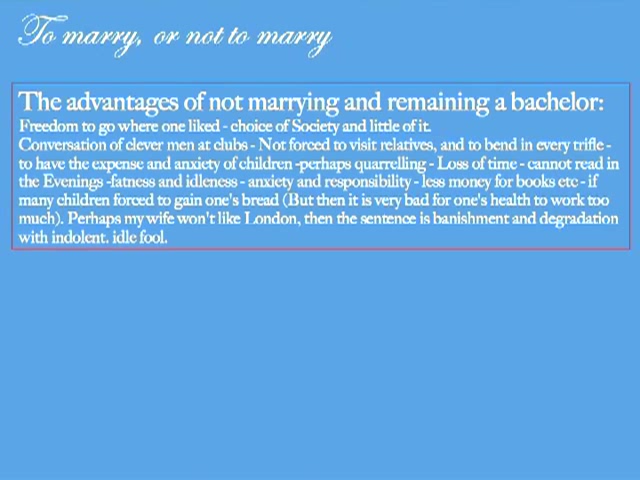 To marry, or not to marry
The advantages of not marrying and remaining a bachelor:
Freedom to go where one liked - choice of Society and little of it.
Conversation of clever men at clubs - Not forced to visit relatives, and to bend in every trifle -
to have the expense and anxiety of children -perhaps quarrelling - Loss of time - cannot read in
the Evenings -fatness and idleness - anxiety and responsibility - less money for books etc - if
many children forced to gain one's bread (But then it is very bad for one's health to work too
much). Perhaps my wife won't like London, then the sentence is banishment and degradation
with indolent. idle fool.